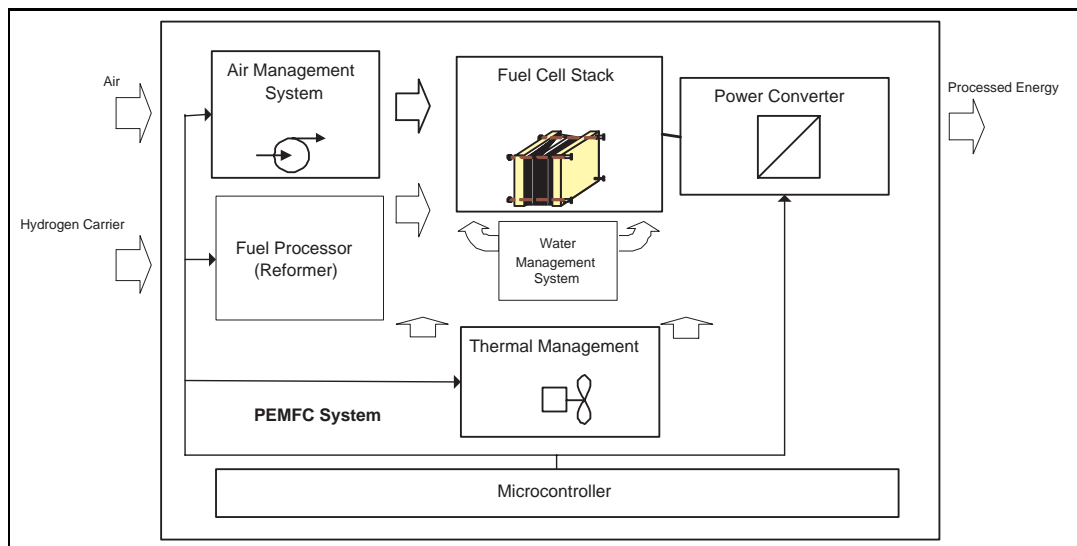 Air
Hydrogen Carrier
Air Management
System
Fuel Processor
(Reformer)
Fuel Cell Stack
Water
Management
System
Power Converter
Processed Energy
Thermal Management
PEMFC System
Microcontroller